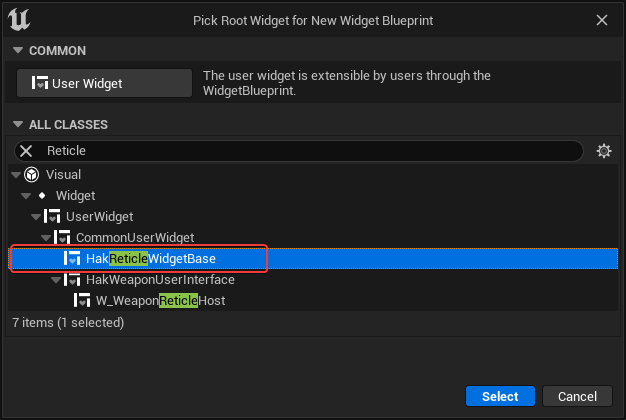 Pick Root Widget for New Widget Blueprint
COMMON
User Widget
The user widget is extensible by users through the
WidgetBlueprint.
ALL CLASSES
Reticle
Visual
Widget
UserWidget
CommonUserWidget
HakReticleWidgetBase
HakWeaponUserInterface
W_WeaponReticleHost
7 items (1 selected)
Select
Cancel